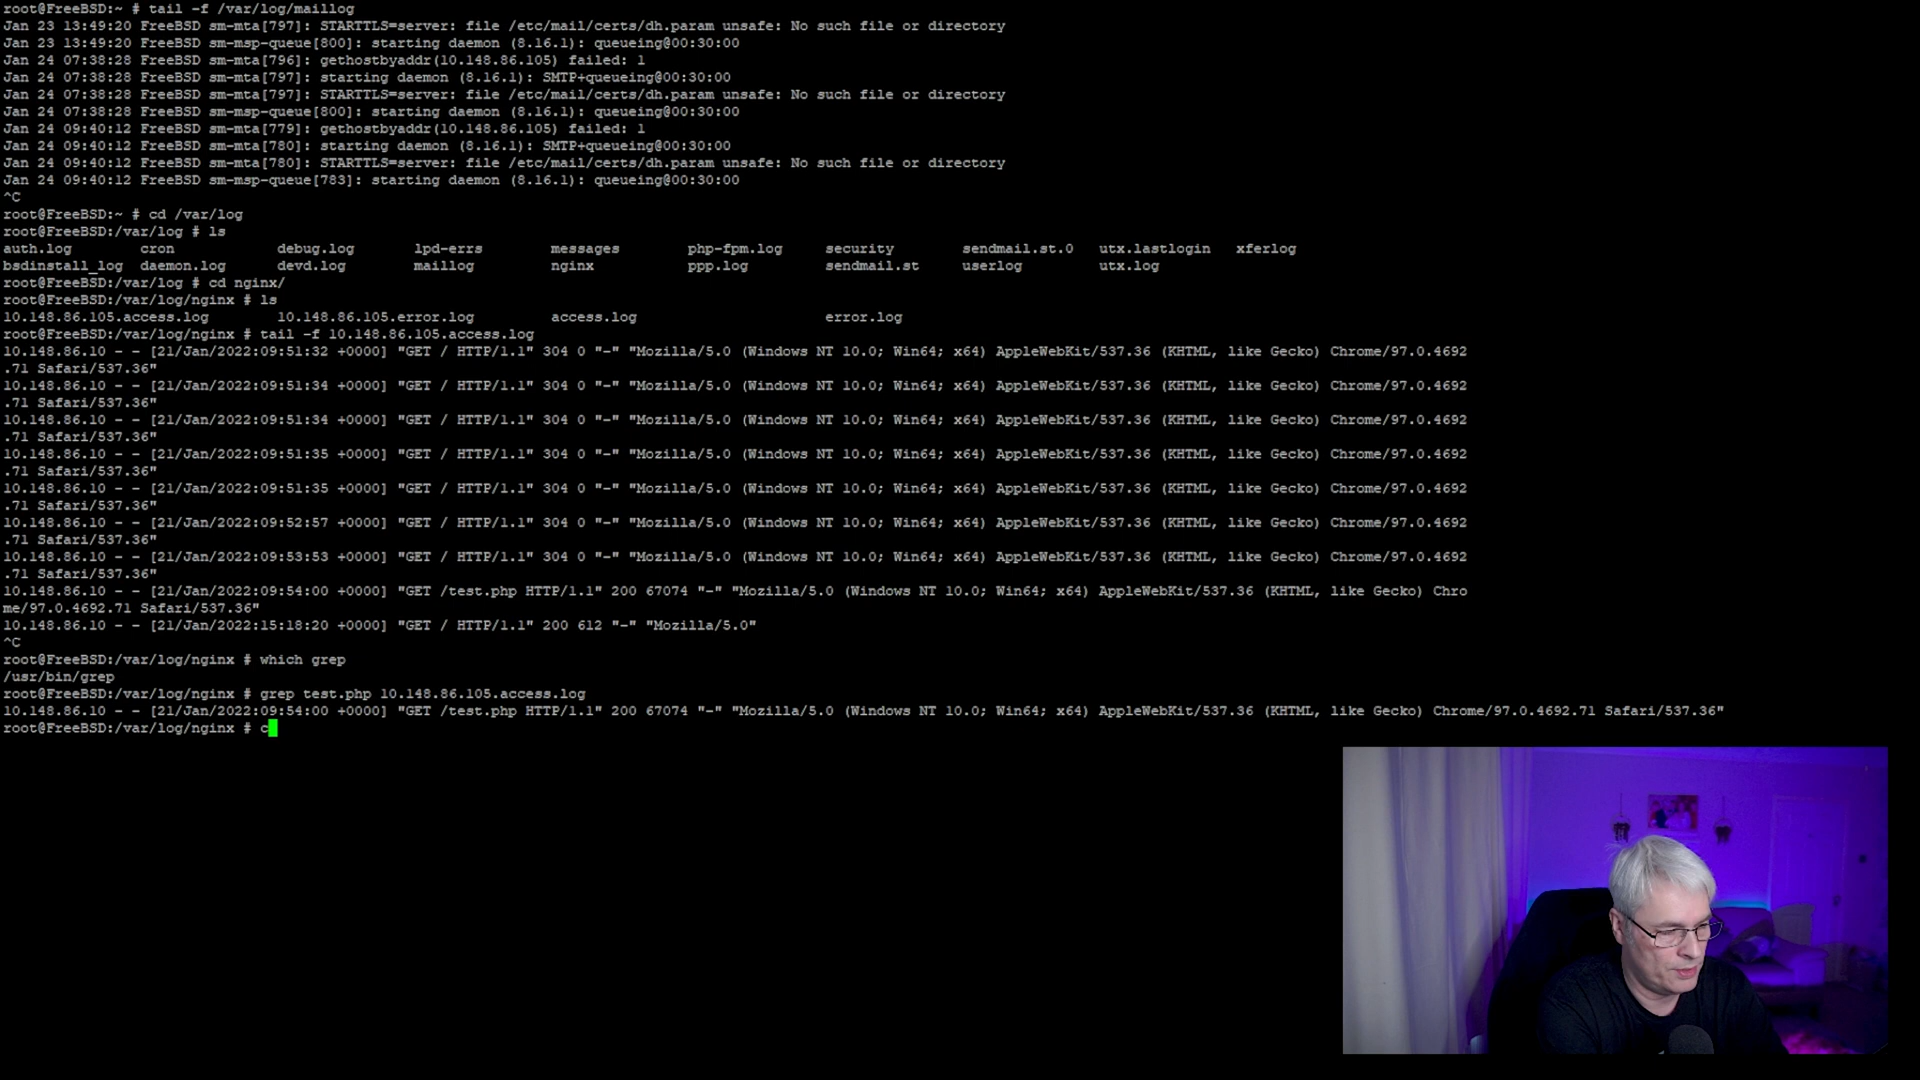 root@FreeBSD:~ # tail -f /var/log/maillog
Jan 23 13:49:20 FreeBSD sm-mta[797]: STARTTLS=server: file /etc/mail/certs/dh.param unsafe: No such file or directory
Jan 23 13:49:20 FreeBSD sm-msp-queue[800]: starting daemon (8.16.1): queueing@00:30:00
Jan 24 07:38:28 FreeBSD sm-mta[796]: gethostbyaddr(10.148.86.105) failed: 1
Jan 24 07:38:28 FreeBSD sm-mta[797]: starting daemon (8.16.1): SMTP+queueing@00:30:00
Jan 24 07:38:28 FreeBSD sm-mta[797]: STARTTLS=server: file /etc/mail/certs/dh.param unsafe: No such file or directory
Jan 24 07:38:28 FreeBSD sm-msp-queue[800]: starting daemon (8.16.1): queueing@00:30:00
Jan 24 09:40:12 FreeBSD sm-mta[779]: gethostbyaddr(10.148.86.105) failed: 1
Jan 24 09:40:12 FreeBSD sm-mta[780]: starting daemon (8.16.1): SMTP+queueing@00:30:00
Jan 24 09:40:12 FreeBSD sm-mta[780]: STARTTLS=server: file /etc/mail/certs/dh.param unsafe: No such file or directory
Jan 24 09:40:12 FreeBSD sm-msp-queue[783]: starting daemon (8.16.1): queueing@00:30:00
^C
root@FreeBSD:~ # cd /var/log
root@FreeBSD:/var/log # ls
auth.log cron debug.log lpd-errs messages php-fpm.log security sendmail.st.0 utx.lastlogin xferlog
bsdinstall_log daemon.log devd.log maillog nginx ppp.log sendmail.st userlog utx.log
root@FreeBSD:/var/log # cd nginx/
root@FreeBSD:/var/log/nginx # ls
10.148.86.105.access.log 10.148.86.105.error.log access.log error.log
root@FreeBSD:/var/log/nginx # tail -f 10.148.86.105.access.log
10.148.86.10 - - [21/Jan/2022:09:51:32 +0000] "GET / HTTP/1.1" 304 0 "-" "Mozilla/5.0 (Windows NT 10.0; Win64; x64) AppleWebKit/537.36 (KHTML, like Gecko) Chrome/97.0.4692
.71 Safari/537.36"
10.148.86.10 - - [21/Jan/2022:09:51:34 +0000] "GET / HTTP/1.1" 304 0 "-" "Mozilla/5.0 (Windows NT 10.0; Win64; x64) AppleWebKit/537.36 (KHTML, like Gecko) Chrome/97.0.4692
.71 Safari/537.36"
10.148.86.10 - - [21/Jan/2022:09:51:34 +0000] "GET / HTTP/1.1" 304 0 "-" "Mozilla/5.0 (Windows NT 10.0; Win64; x64) AppleWebKit/537.36 (KHTML, like Gecko) Chrome/97.0.4692
.71 Safari/537.36"
10.148.86.10 - - [21/Jan/2022:09:51:35 +0000] "GET / HTTP/1.1" 304 0 "-" "Mozilla/5.0 (Windows NT 10.0; Win64; x64) AppleWebKit/537.36 (KHTML, like Gecko) Chrome/97.0.4692
.71 Safari/537.36"
10.148.86.10 - - [21/Jan/2022:09:51:35 +0000] "GET / HTTP/1.1" 304 0 "-" "Mozilla/5.0 (Windows NT 10.0; Win64; x64) AppleWebKit/537.36 (KHTML, like Gecko) Chrome/97.0.4692
.71 Safari/537.36"
10.148.86.10 - - [21/Jan/2022:09:52:57 +0000] "GET / HTTP/1.1" 304 0 "-" "Mozilla/5.0 (Windows NT 10.0; Win64; x64) AppleWebKit/537.36 (KHTML, like Gecko) Chrome/97.0.4692
.71 Safari/537.36"
10.148.86.10 - - [21/Jan/2022:09:53:53 +0000] "GET / HTTP/1.1" 304 0 "-" "Mozilla/5.0 (Windows NT 10.0; Win64; x64) AppleWebKit/537.36 (KHTML, like Gecko) Chrome/97.0.4692
.71 Safari/537.36"
10.148.86.10 - - [21/Jan/2022:09:54:00 +0000] "GET /test.php HTTP/1.1" 200 67074 "-" "Mozilla/5.0 (Windows NT 10.0; Win64; x64) AppleWebKit/537.36 (KHTML, like Gecko) Chro
me/97.0.4692.71 Safari/537.36"
10.148.86.10 - - [21/Jan/2022:15:18:20 +0000] "GET / HTTP/1.1" 200 612 "-" "Mozilla/5.0"
^C
root@FreeBSD:/var/log/nginx # which grep
/usr/bin/grep
root@FreeBSD:/var/log/nginx # grep test.php 10.148.86.105.access.log
10.148.86.10 - - [21/Jan/2022:09:54:00 +0000] "GET /test.php HTTP/1.1" 200 67074 "-" "Mozilla/5.0 (Windows NT 10.0; Win64; x64) AppleWebKit/537.36 (KHTML, like Gecko) Chrome/97.0.4692.71 Safari/537.36"
root@FreeBSD:/var/log/nginx # c